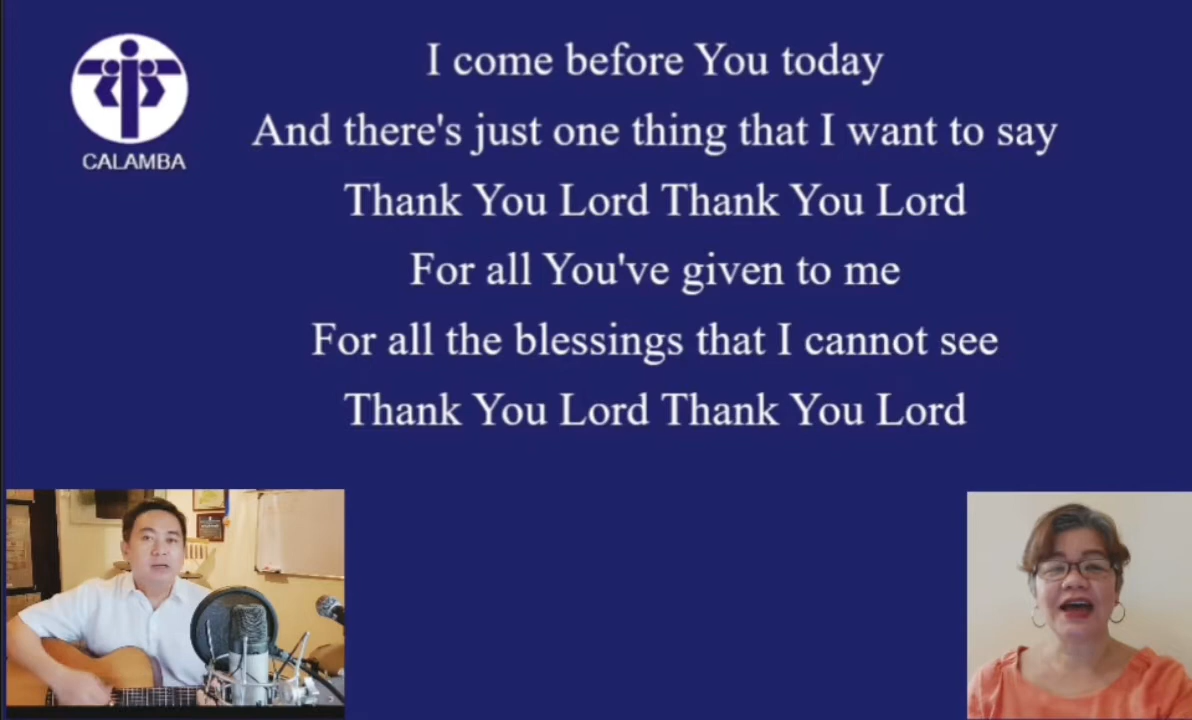 CALAMBA
I come before You today
And there's just one thing that I want to say
Thank You Lord Thank You Lord
For all You've given to me
For all the blessings that I cannot see
Thank You Lord Thank You Lord